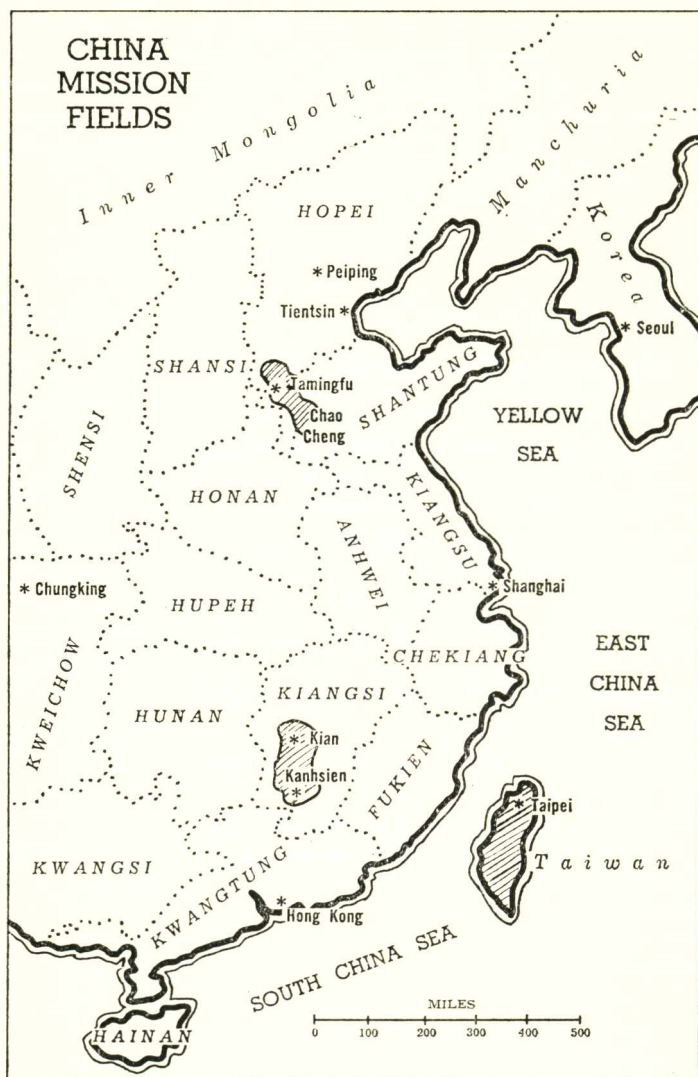 CHINA
MISSION
FIELDS
Inner Mongolia
Manchuria
Korea
HOPEI
* Peiping
Tientsin *
* Seoul
SHANSI
* Tamingfu
Chao
Cheng
SHANTUNG
YELLOW
SEA
SHENSI
HONAN
KIANGSU
ANHWEI
* Chungking
* Shanghai
HUPEH
CHEKIANG
EAST
CHINA
SEA
KWEICHOW
HUNAN
KIANGSI
* Kian
Kanhsien
*
FUKIEN
* Taipei
Taiwan
KWANGSI
KWANGTUNG
*
Hong Kong
SOUTH CHINA SEA
HAINAN
MILES
0 100 200 300 400 500